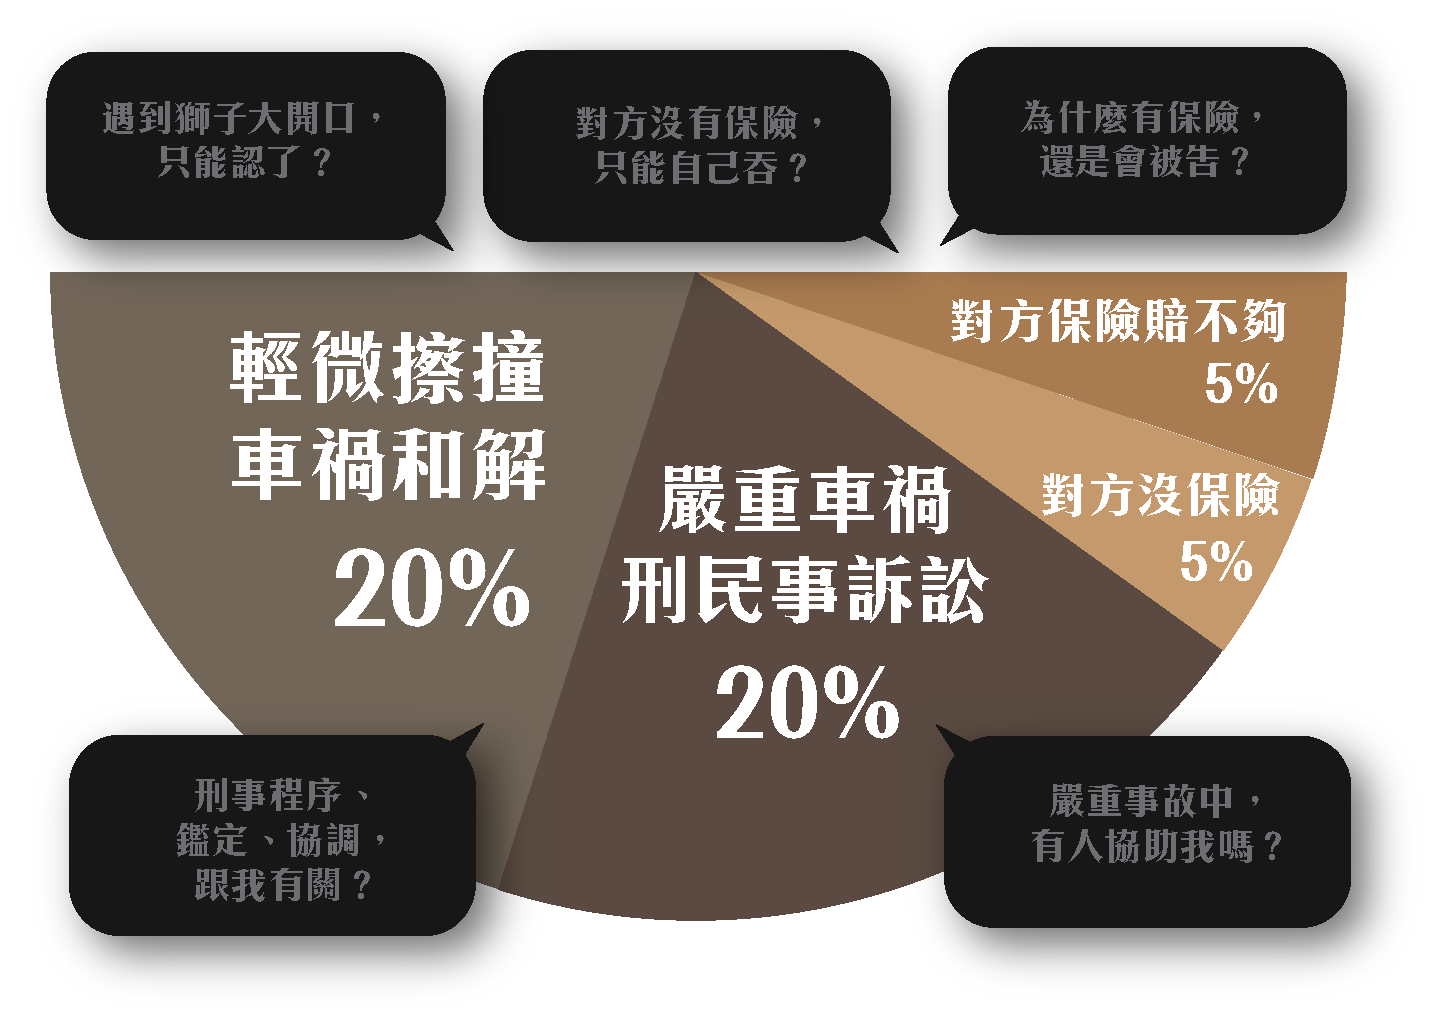 遇到獅子大開口，
只能認了？
對方沒有保險，
只能自己吞？
為什麼有保險，
還是會被告？
對方保險賠不夠
5%
輕微擦撞
車禍和解
20%
嚴重車禍
刑民事訴訟
20%
對方沒保險
5%
刑事程序、
鑑定、協調，
跟我有關？
嚴重事故中，
有人協助我嗎？